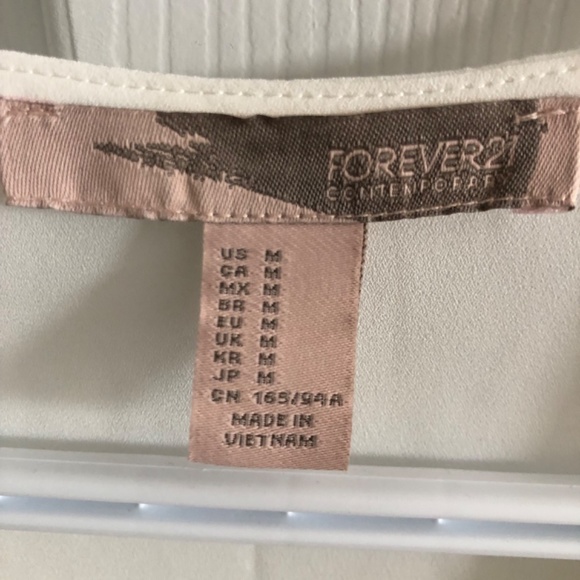 FOREVER21
CONTEMPORARY
US M
CA M
MX M
BR M
EU M
UK M
KR M
JP M
CN 165/94A
MADE IN
VIETNAM